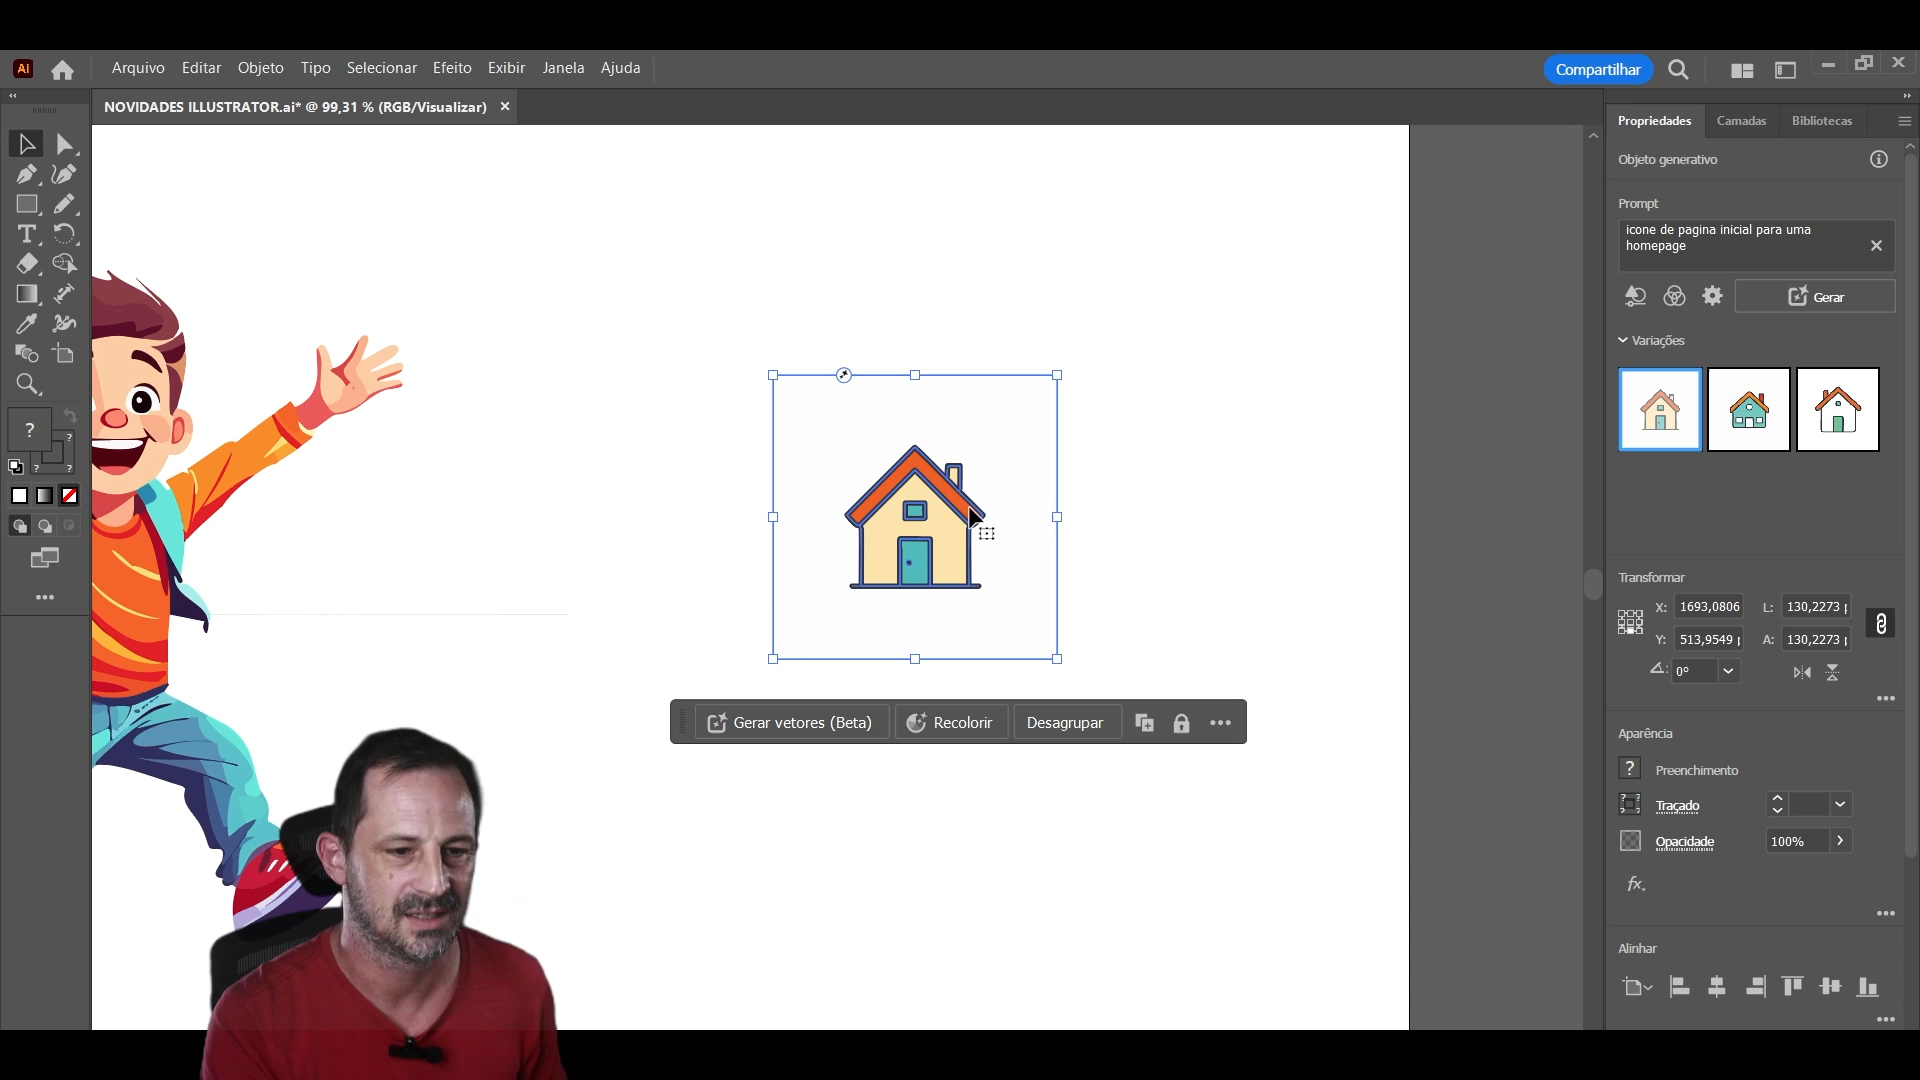 Ai
Arquivo Editar Objeto Tipo Selecionar Efeito Exibir Janela Ajuda
Compartilhar
NOVIDADES ILLUSTRATOR.ai* @ 99,31 % (RGB/Visualizar) ×
Propriedades Camadas Bibliotecas
Objeto generativo
Prompt
icone de pagina inicial para uma
homepage
Gerar
Variações
Transformar
X: 1693,0806 L: 130,2273 p
Y: 513,9549 p A: 130,2273 p
0°
Gerar vetores (Beta) Recolorir Desagrupar
Aparência
? Preenchimento
Traçado
Opacidade 100%
fx.
Alinhar